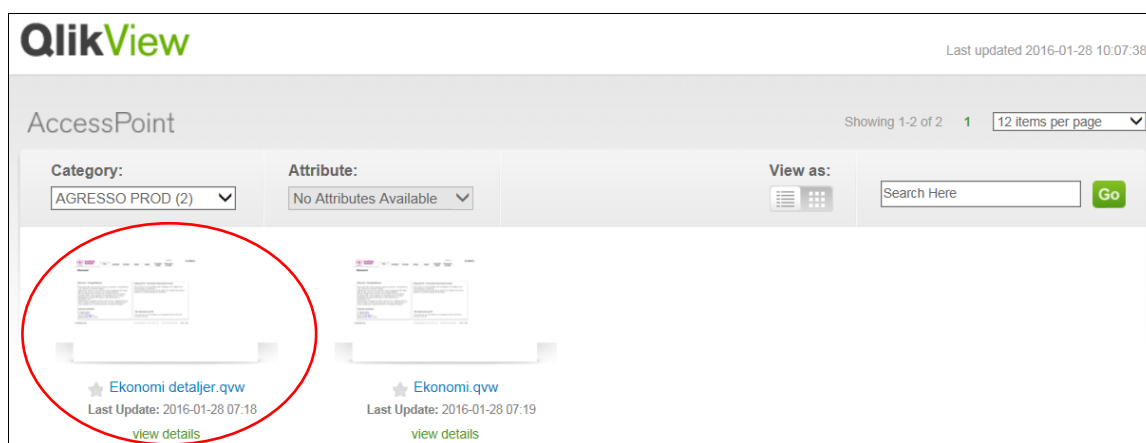 QlikView
Last updated 2016-01-28 10:07:38
AccessPoint
Showing 1-2 of 2 1 12 items per page
Category: Attribute: View as:
AGRESSO PROD (2) No Attributes Available Search Here Go
Ekonomi detaljer.qvw Ekonomi.qvw
Last Update: 2016-01-28 07:18 Last Update: 2016-01-28 07:19
view details view details